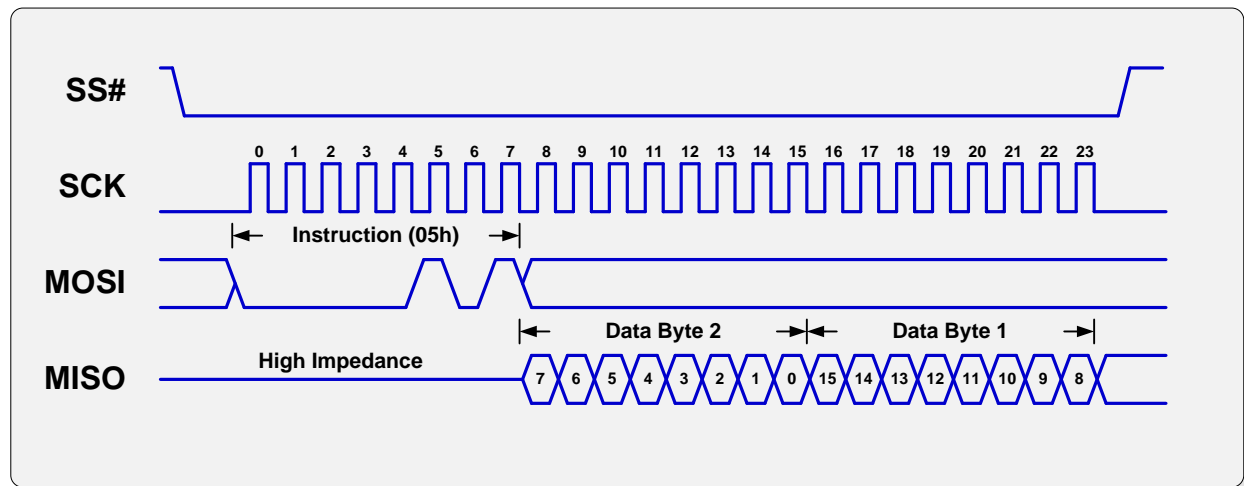 SS#
0 1 2 3 4 5 6 7 8 9 10 11 12 13 14 15 16 17 18 19 20 21 22 23
SCK
Instruction (05h)
MOSI
Data Byte 2 Data Byte 1
High Impedance
MISO
7 6 5 4 3 2 1 0 15 14 13 12 11 10 9 8